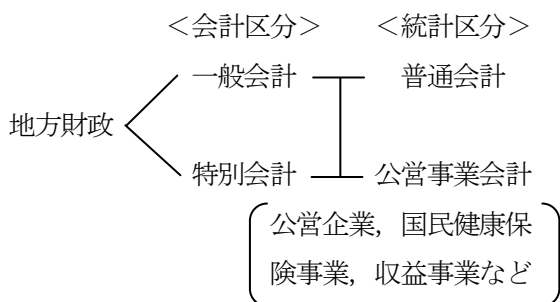 ＜会計区分＞ ＜統計区分＞
一般会計 普通会計
地方財政
特別会計 公営事業会計
公営企業，国民健康保
険事業，収益事業など